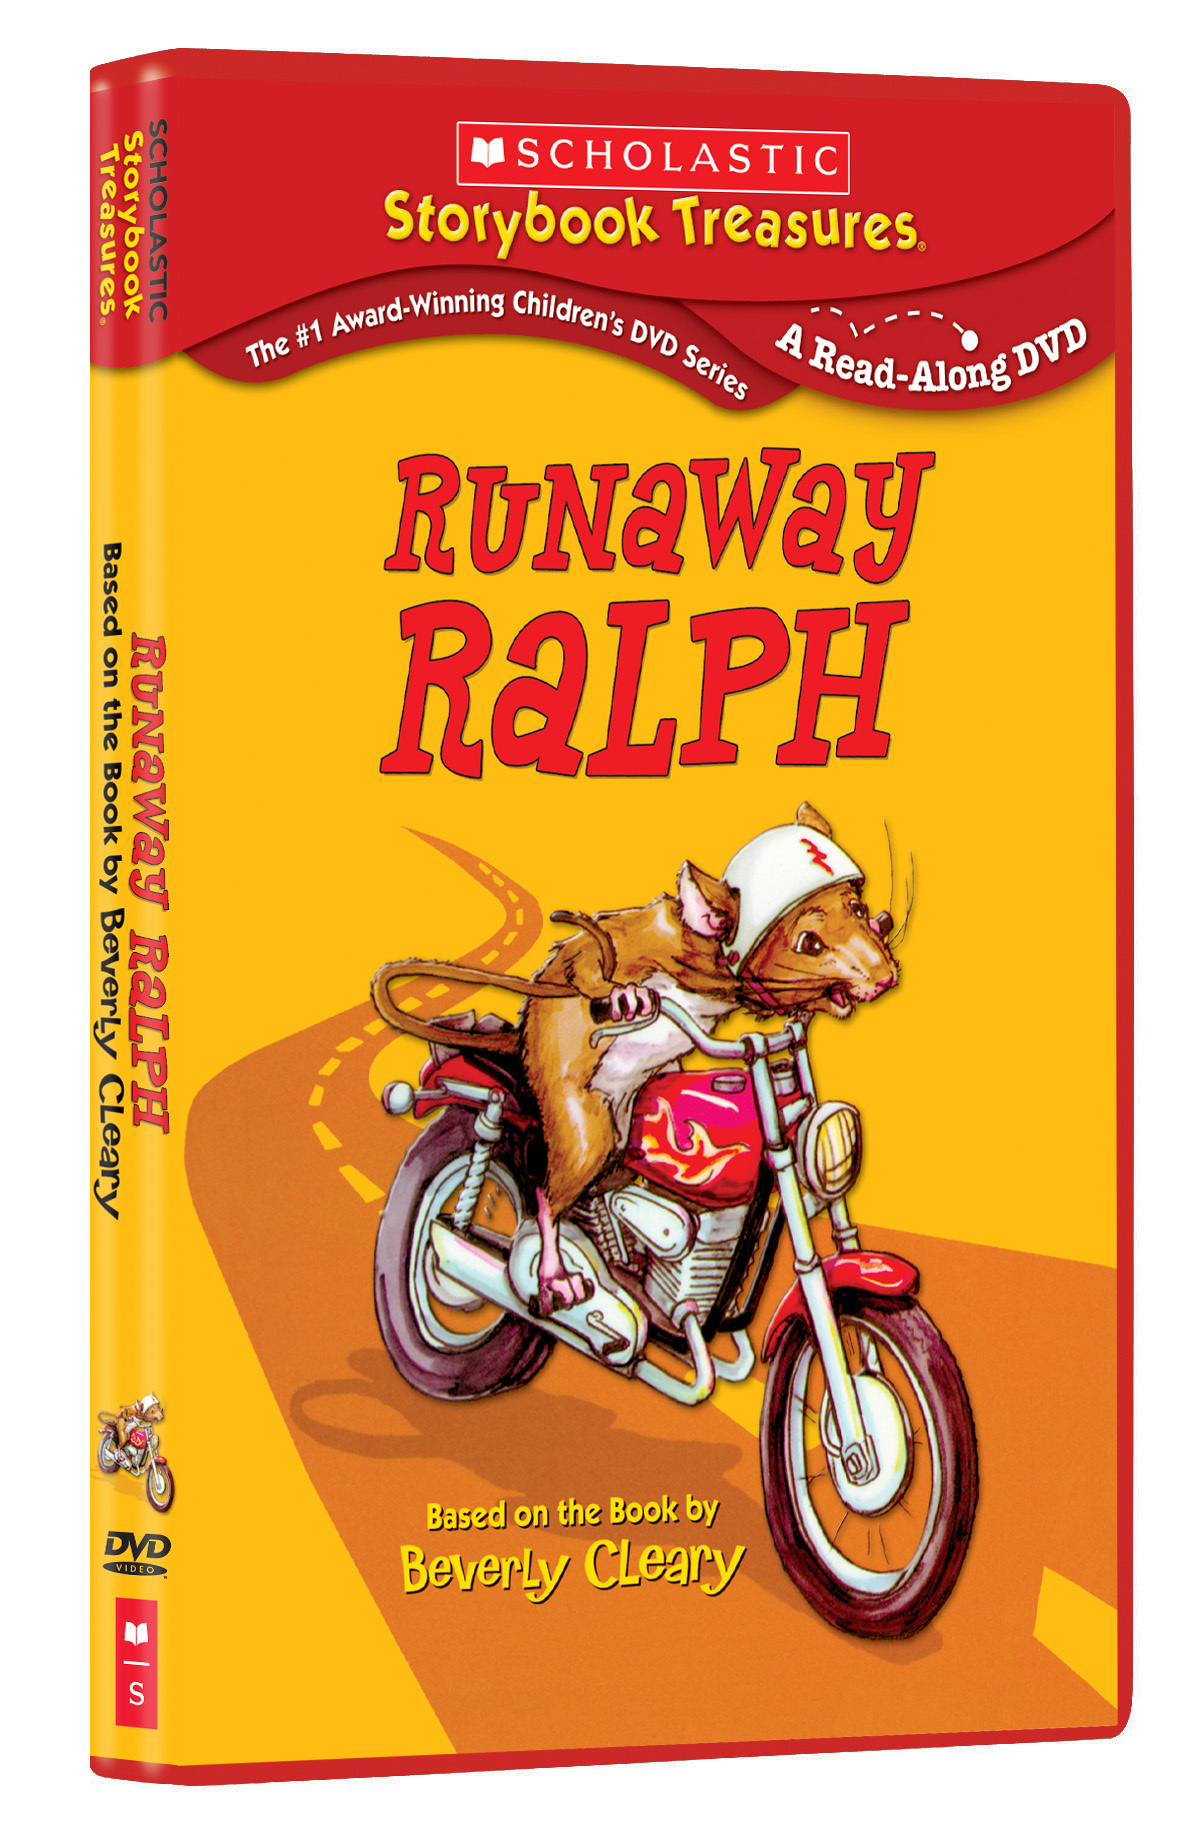 SCHOLASTIC
Storybook Treasures®
The #1 Award-Winning Children's DVD Series
A Read-Along DVD
RUNaWay
RaLPH
Based on the Book by
Beverly Cleary
SCHOLASTIC
Storybook
Treasures®
RUNaWay RaLPH
Based on the Book by Beverly Cleary
DVD
VIDEO
S